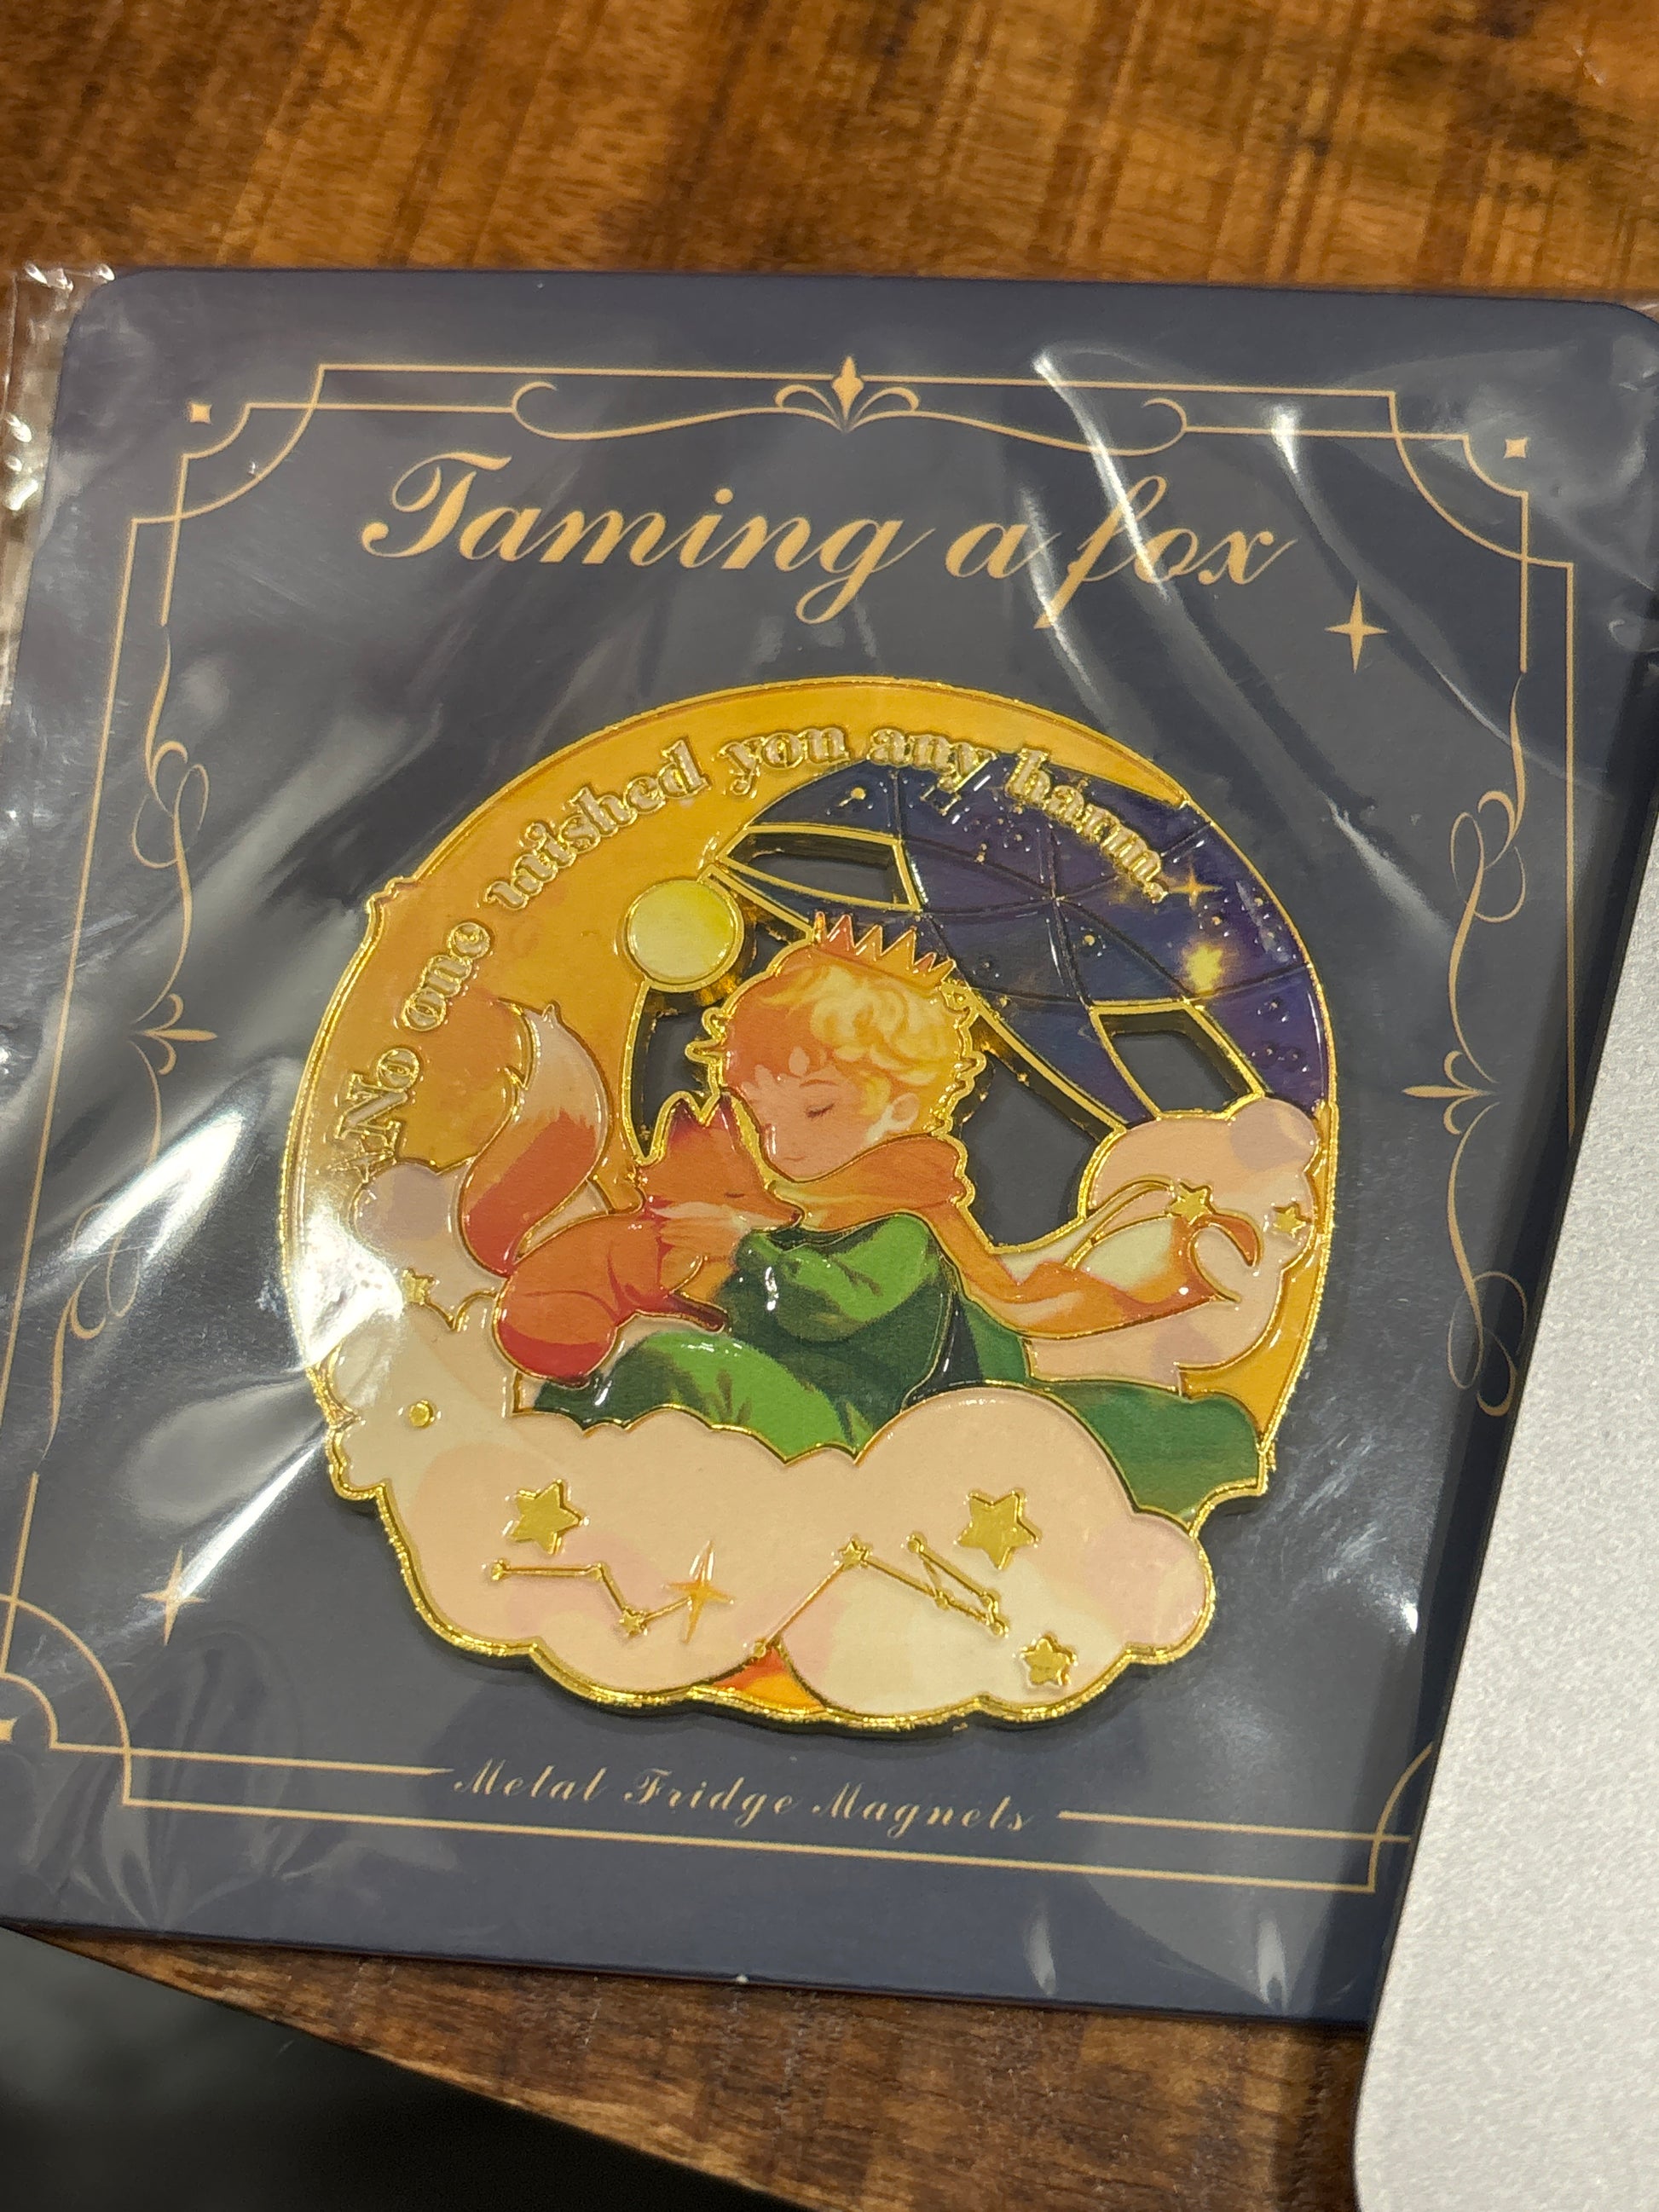 Taming a fox
No one wished you any harm,
Metal Fridge Magnets